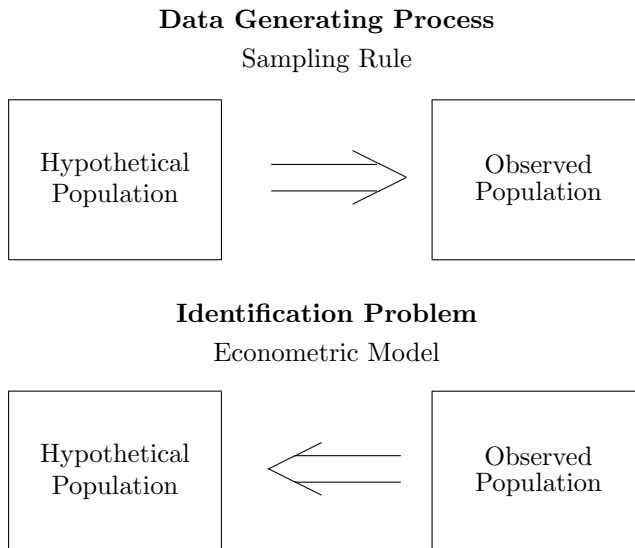 Data Generating Process
Sampling Rule
Hypothetical
Population
Observed
Population
Identification Problem
Econometric Model
Hypothetical
Population
Observed
Population